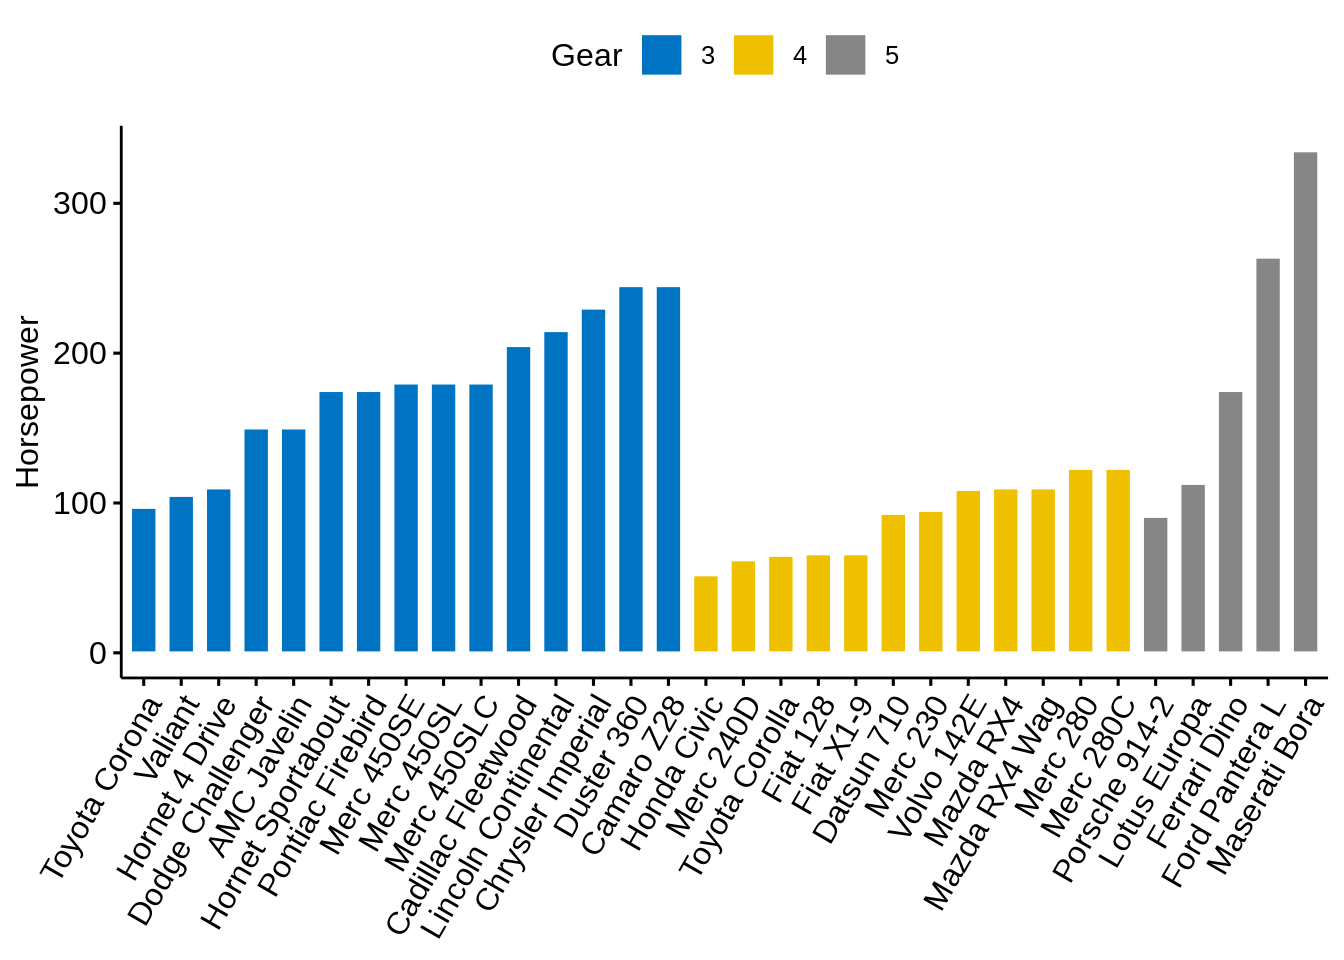 Gear 3 4 5
Horsepower
300
200
100
0
Toyota Corona
Valiant
Hornet 4 Drive
Dodge Challenger
AMC Javelin
Hornet Sportabout
Pontiac Firebird
Merc 450SE
Merc 450SL
Merc 450SLC
Cadillac Fleetwood
Lincoln Continental
Chrysler Imperial
Duster 360
Camaro Z28
Honda Civic
Merc 240D
Toyota Corolla
Fiat 128
Fiat X1-9
Datsun 710
Merc 230
Volvo 142E
Mazda RX4
Mazda RX4 Wag
Merc 280
Merc 280C
Porsche 914-2
Lotus Europa
Ferrari Dino
Ford Pantera L
Maserati Bora